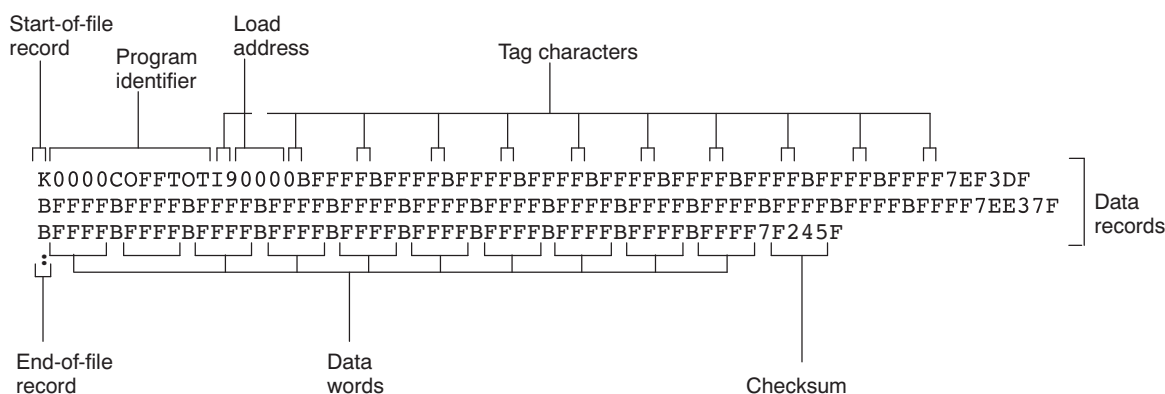 Start-of-file
record
Program
identifier
Load
address
Tag characters
K0000COFFTOTI90000BFFFFBFFFFBFFFFBFFFFBFFFFBFFFFBFFFFBFFFFBFFFF7EF3DF
BFFFFBFFFFBFFFFBFFFFBFFFFBFFFFBFFFFBFFFFBFFFFBFFFFBFFFFBFFFFBFFFF7EE37F
BFFFFBFFFFBFFFFBFFFFBFFFFBFFFFBFFFFBFFFFBFFFFBFFFF7F245F
:
Data
records
End-of-file
record
Data
words
Checksum